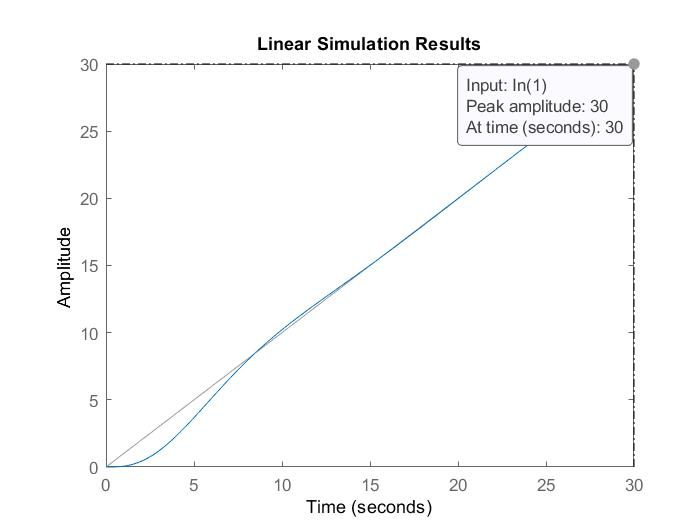 Linear Simulation Results
30
Input: In(1)
Peak amplitude: 30
At time (seconds): 30
25
20
15
10
5
0
Amplitude
0 5 10 15 20 25 30
Time (seconds)